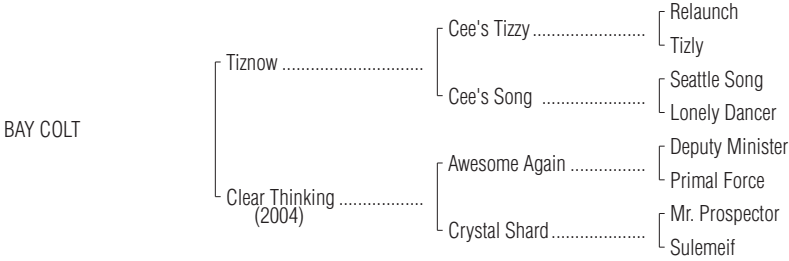 Relaunch
Cee's Tizzy ........................
Tizly
Tiznow ..............................
Seattle Song
Cee's Song ......................
Lonely Dancer
BAY COLT
Deputy Minister
Awesome Again ................
Primal Force
Clear Thinking ..................
(2004)
Mr. Prospector
Crystal Shard....................
Sulemeif